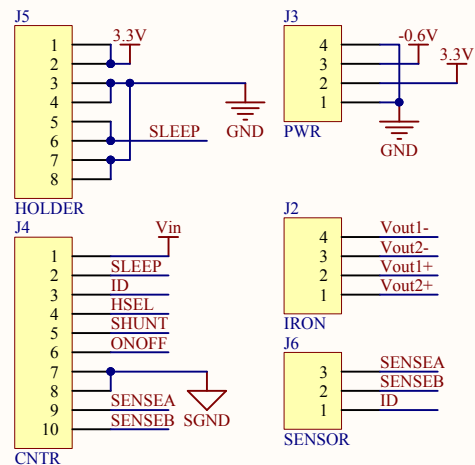 J5
1
3.3V
2
3
4
GND
5
6
SLEEP
7
8
HOLDER
J3
-0.6V
4
3
3.3V
2
1
PWR
GND
J4
Vin
1
2
SLEEP
3
ID
4
HSEL
5
SHUNT
6
ONOFF
7
8
SGND
9
SENSEA
10
SENSEB
CNTR
J2
4
Vout1-
3
Vout2-
2
Vout1+
1
Vout2+
IRON
J6
3
SENSEA
2
SENSEB
1
ID
SENSOR